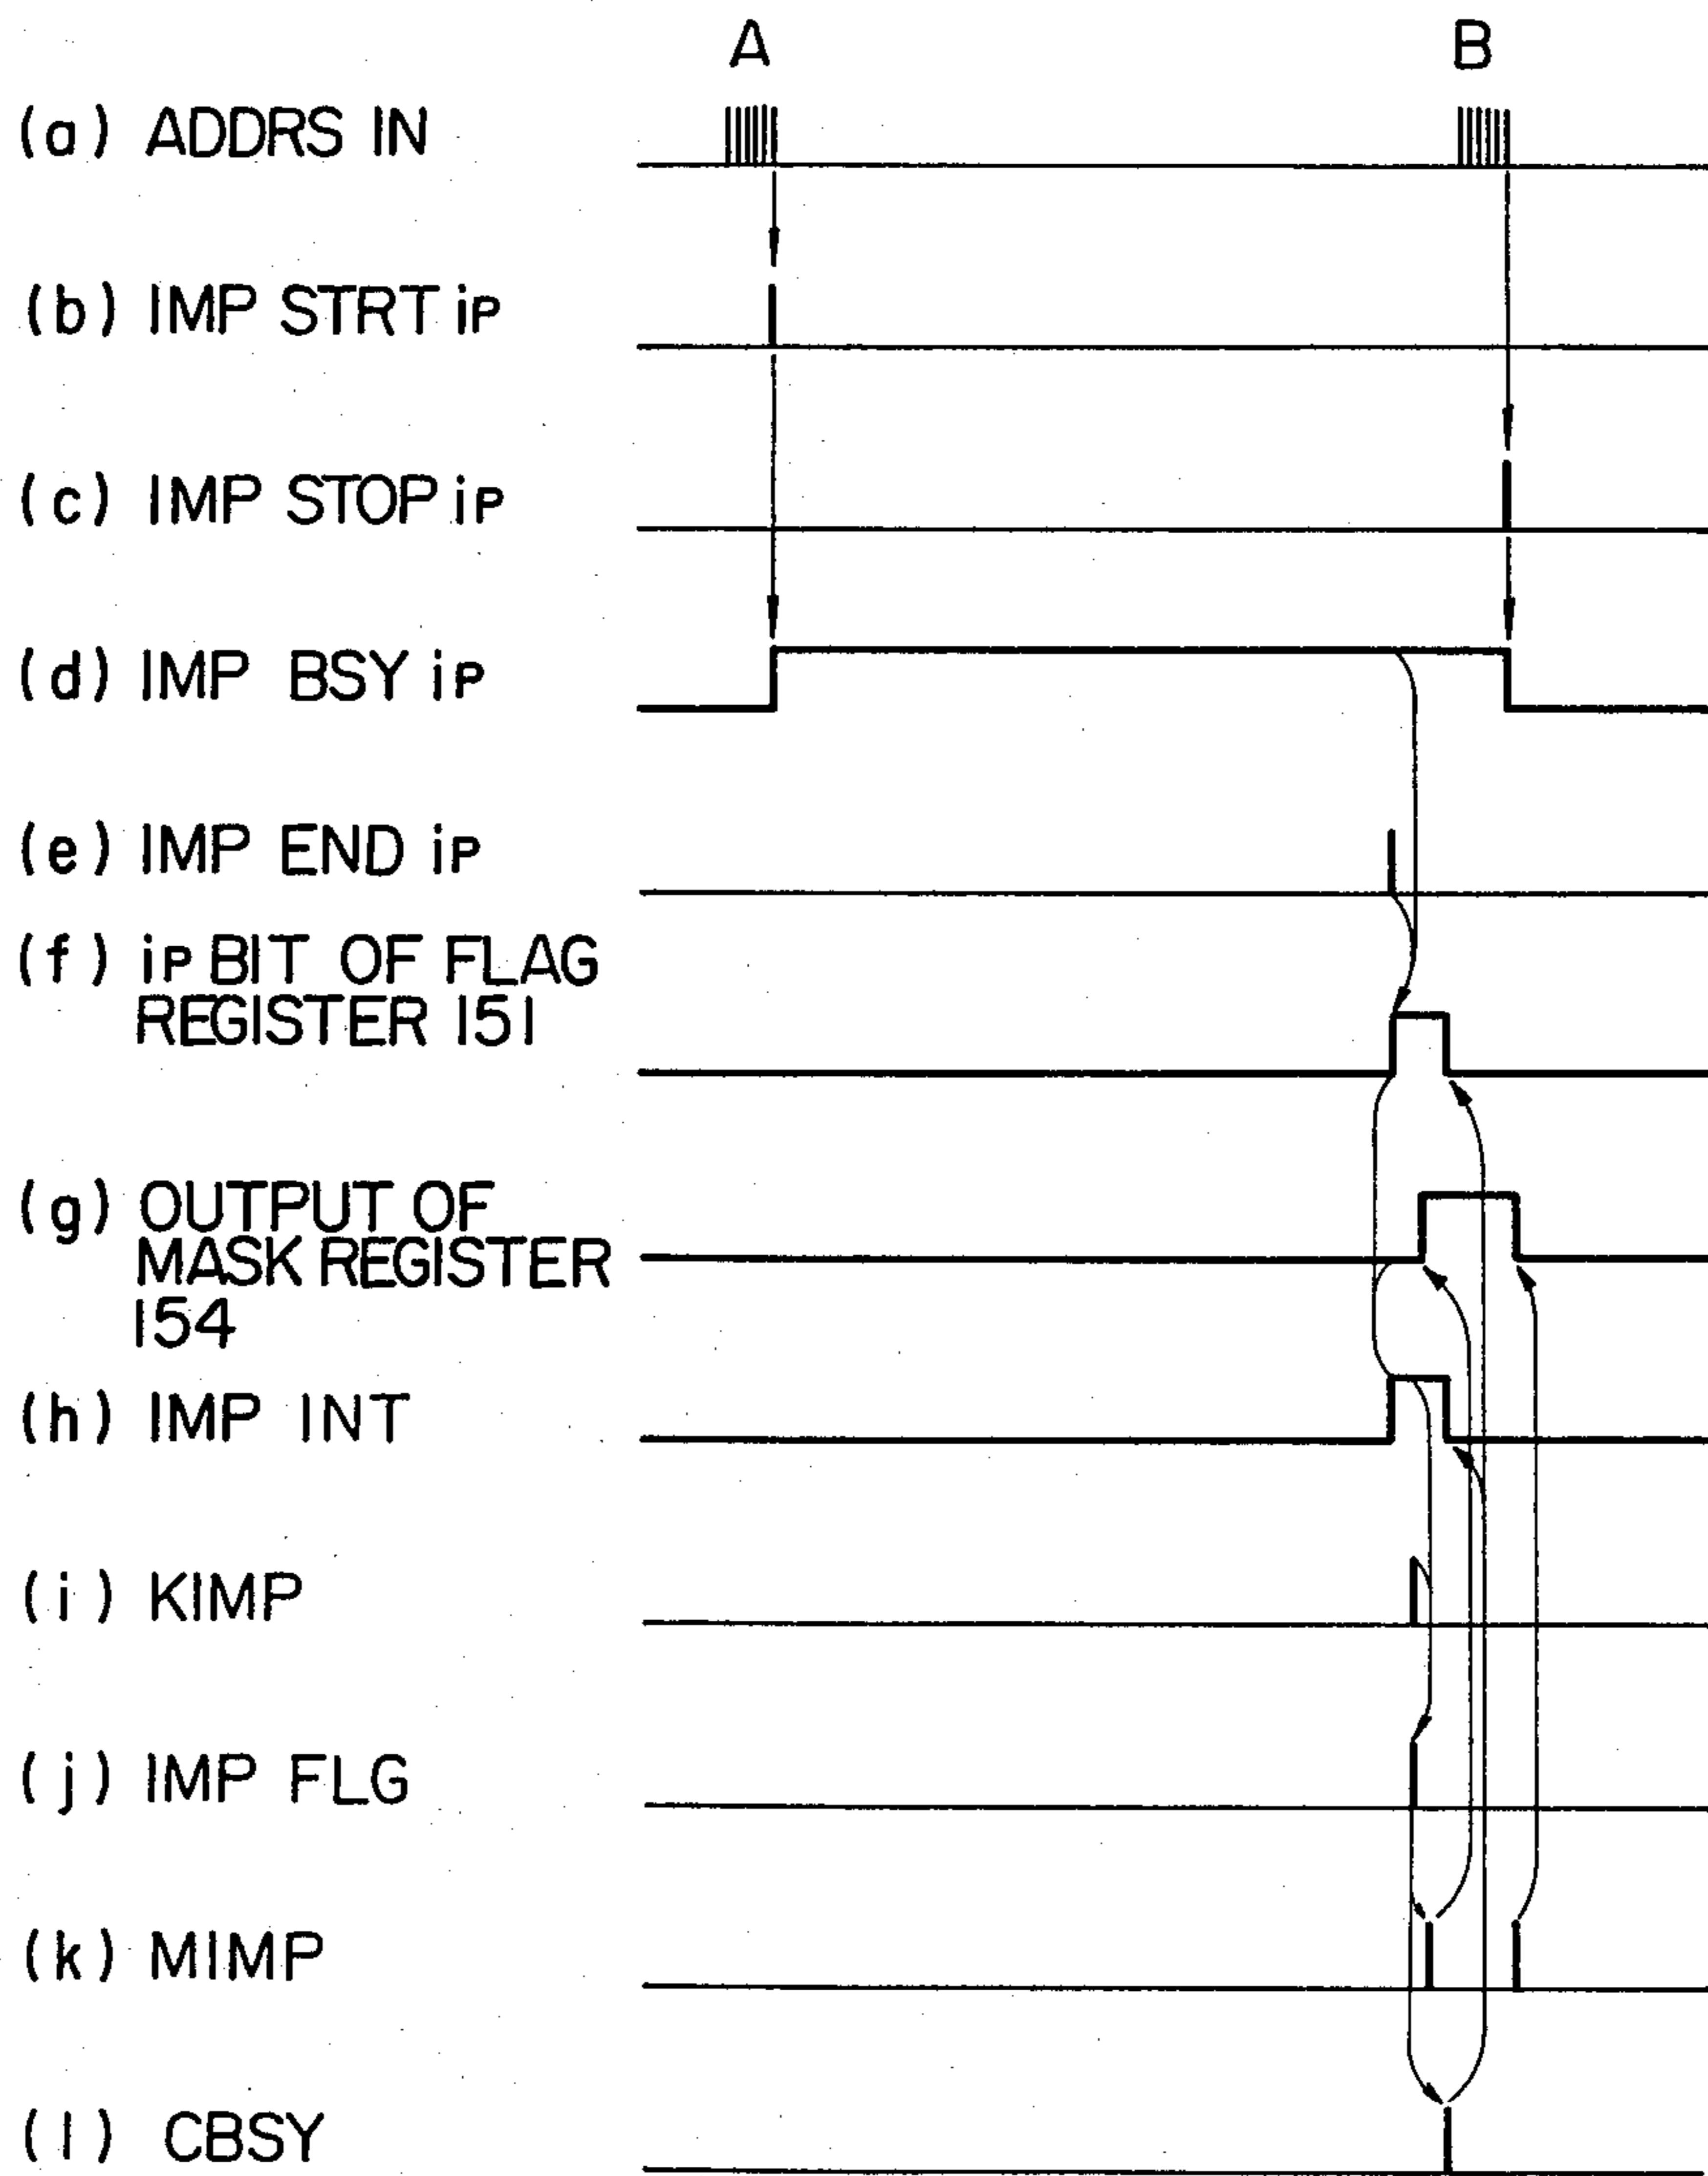 A B
(a) ADDRS IN
(b) IMP STRT iP
(c) IMP STOP iP
(d) IMP BSY iP
(e) IMP END iP
(f) iP BIT OF FLAG
REGISTER 151
(g) OUTPUT OF
MASK REGISTER
154
(h) IMP INT
(i) KIMP
(j) IMP FLG
(k) MIMP
(l) CBSY